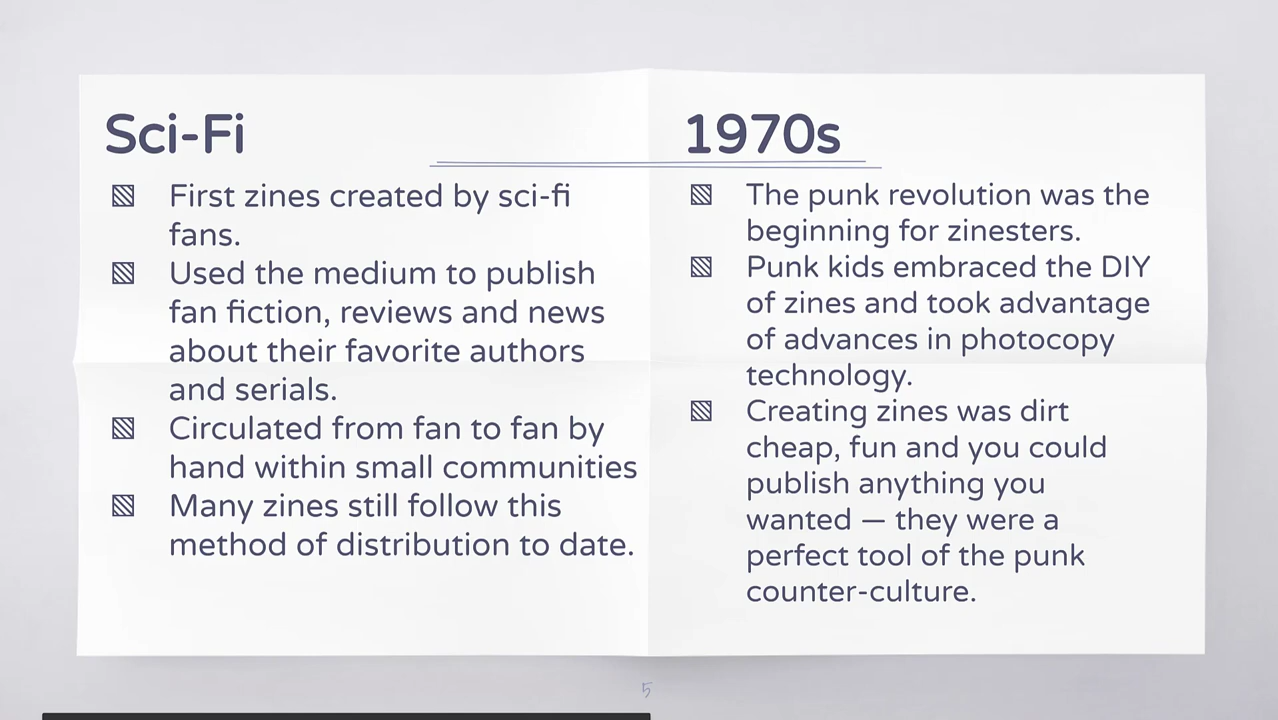 Sci-Fi
First zines created by sci-fi
fans.
Used the medium to publish
fan fiction, reviews and news
about their favorite authors
and serials.
Circulated from fan to fan by
hand within small communities
Many zines still follow this
method of distribution to date.
1970s
The punk revolution was the
beginning for zinesters.
Punk kids embraced the DIY
of zines and took advantage
of advances in photocopy
technology.
Creating zines was dirt
cheap, fun and you could
publish anything you
wanted — they were a
perfect tool of the punk
counter-culture.
5